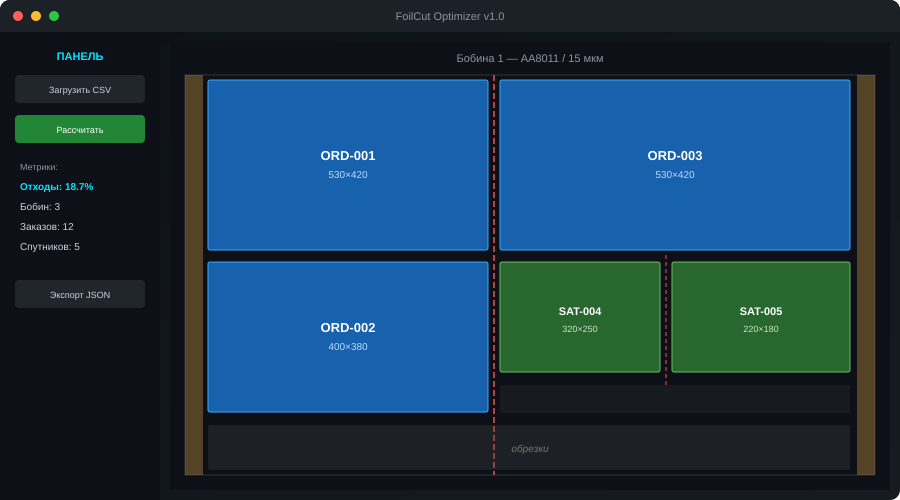 FoilCut Optimizer v1.0
ПАНЕЛЬ
Загрузить CSV
Рассчитать
Метрики:
Отходы: 18.7%
Бобин: 3
Заказов: 12
Спутников: 5
Экспорт JSON
Бобина 1 — AA8011 / 15 мкм
ORD-001
530×420
ORD-003
530×420
ORD-002
400×380
SAT-004
320×250
SAT-005
220×180
обрезки